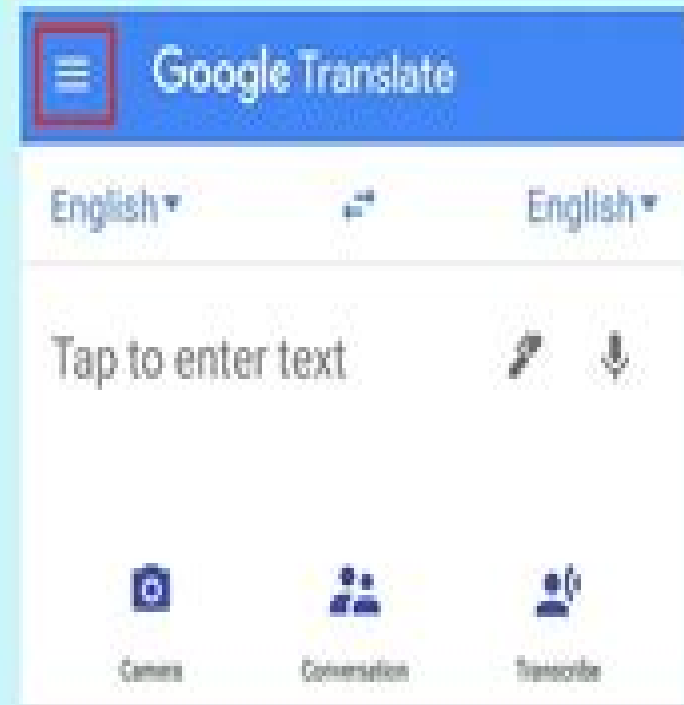 Google Translate
English English
Tap to enter text
Camera Conversation Transcribe